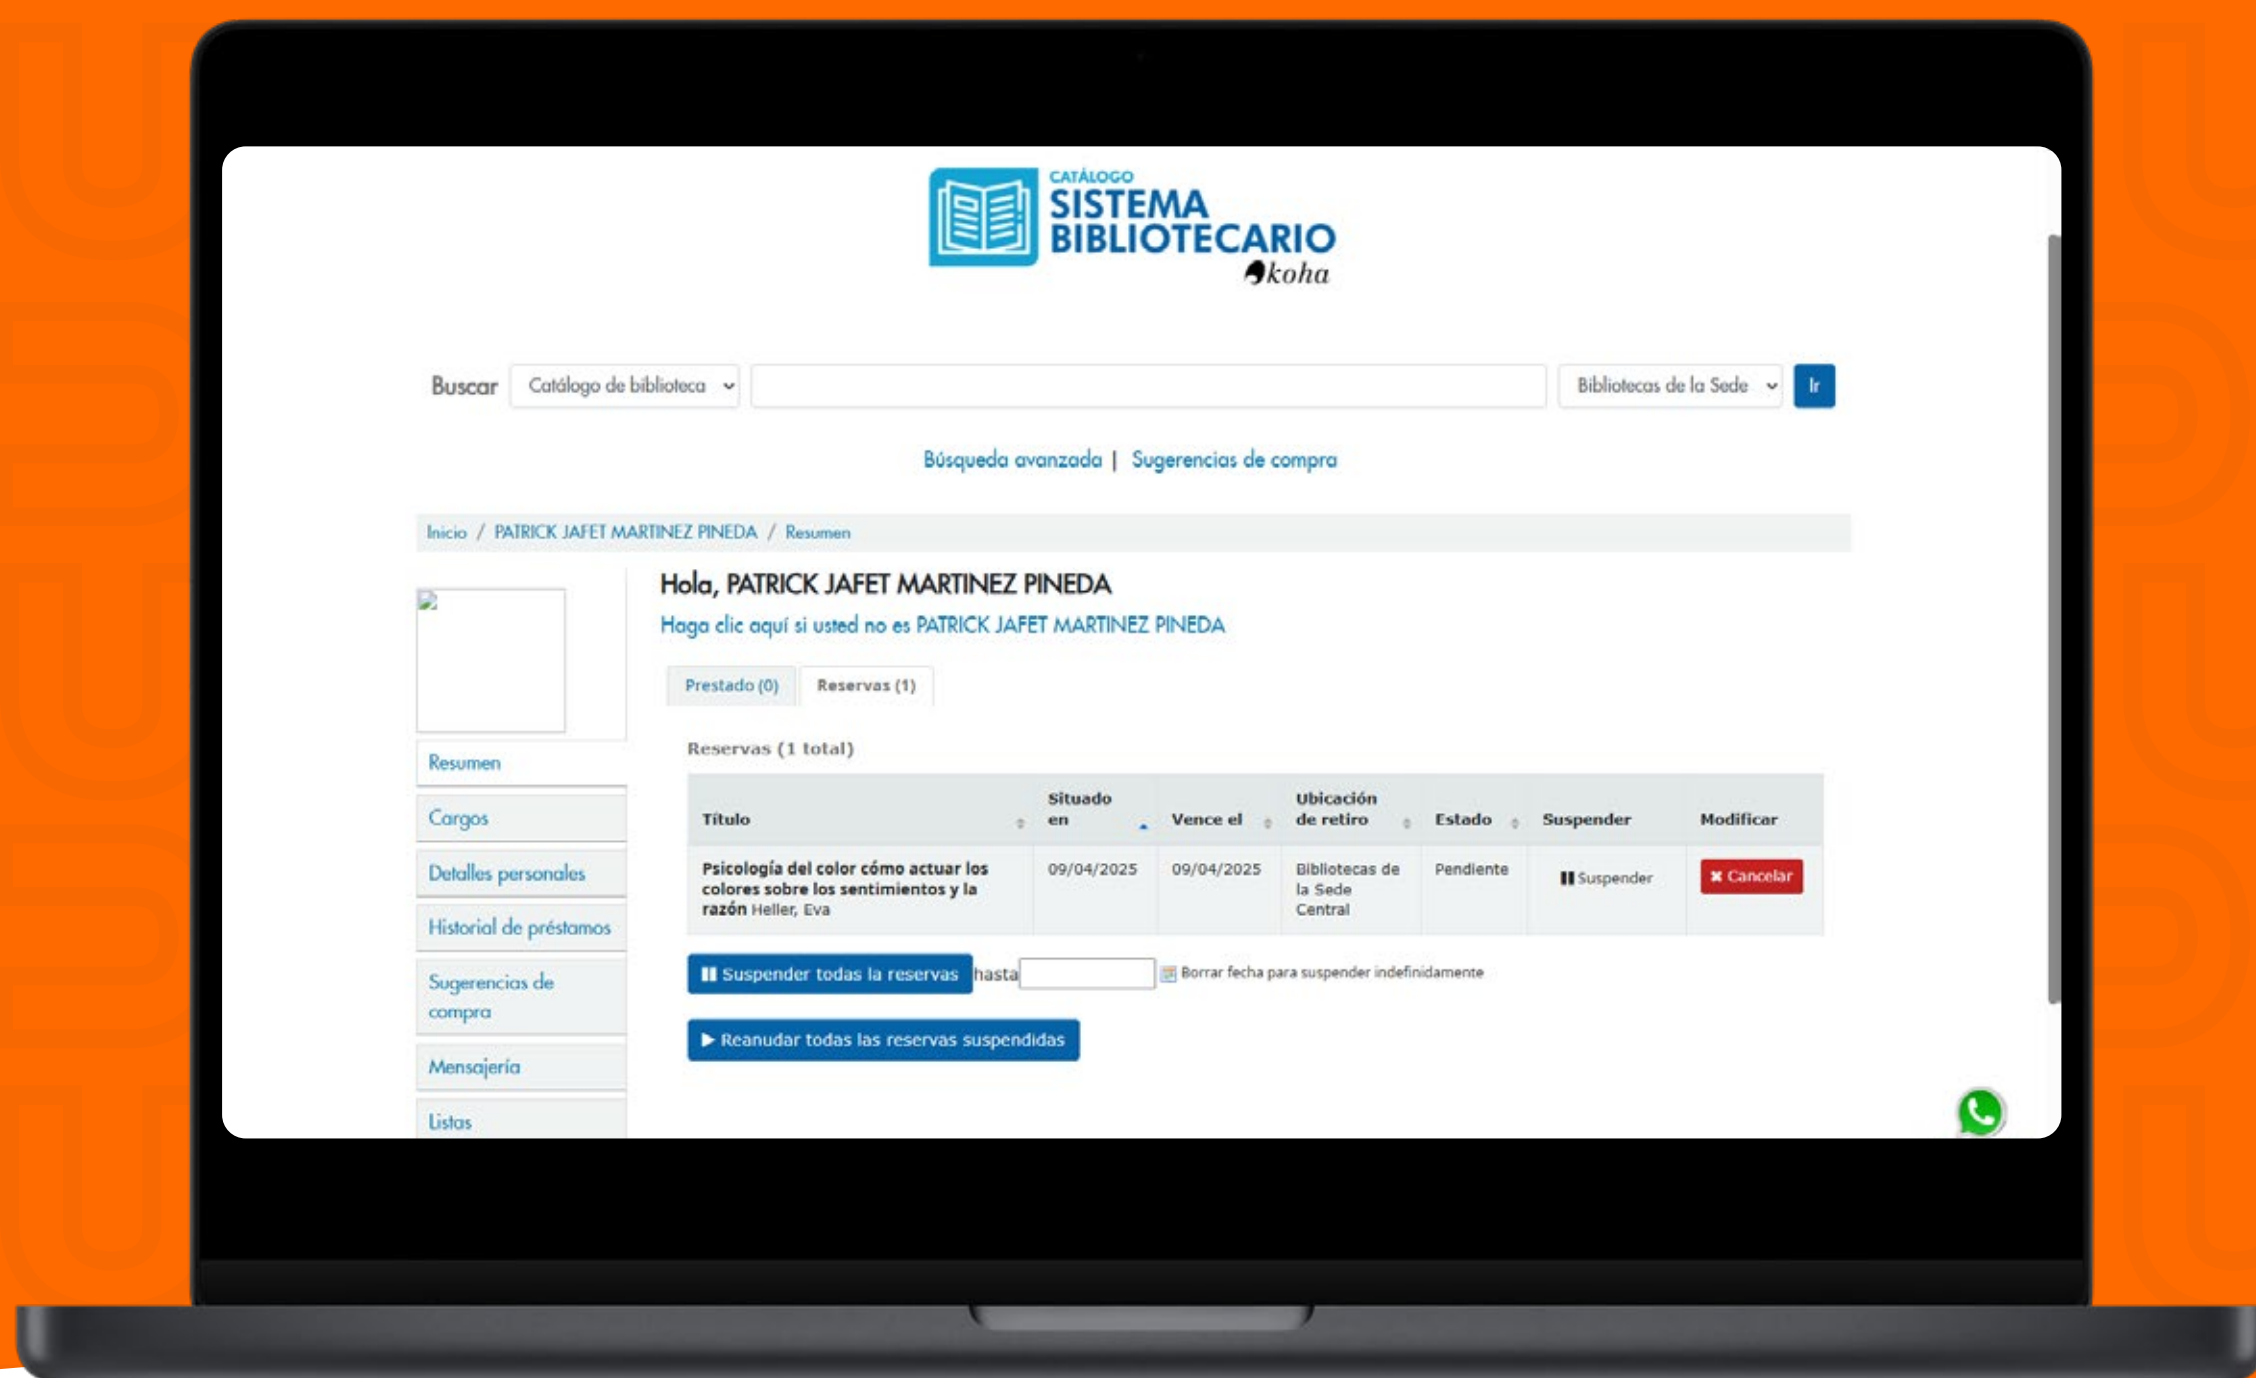 CATÁLOGO
SISTEMA
BIBLIOTECARIO
koha
Buscar Catálogo de biblioteca Bibliotecas de la Sede Ir
Búsqueda avanzada | Sugerencias de compra
Inicio / PATRICK JAFET MARTINEZ PINEDA / Resumen
Hola, PATRICK JAFET MARTINEZ PINEDA
Haga clic aquí si usted no es PATRICK JAFET MARTINEZ PINEDA
Prestado (0) Reservas (1)
Reservas (1 total)
Título Situado en Vence el Ubicación de retiro Estado Suspender Modificar
Psicología del color cómo actuar los
colores sobre los sentimientos y la
razón Heller, Eva
09/04/2025 09/04/2025 Bibliotecas de
la Sede
Central
Pendiente Suspender Cancelar
Suspender todas la reservas hasta Borrar fecha para suspender indefinidamente
Reanudar todas las reservas suspendidas
Resumen
Cargos
Detalles personales
Historial de préstamos
Sugerencias de
compra
Mensajería
Listas